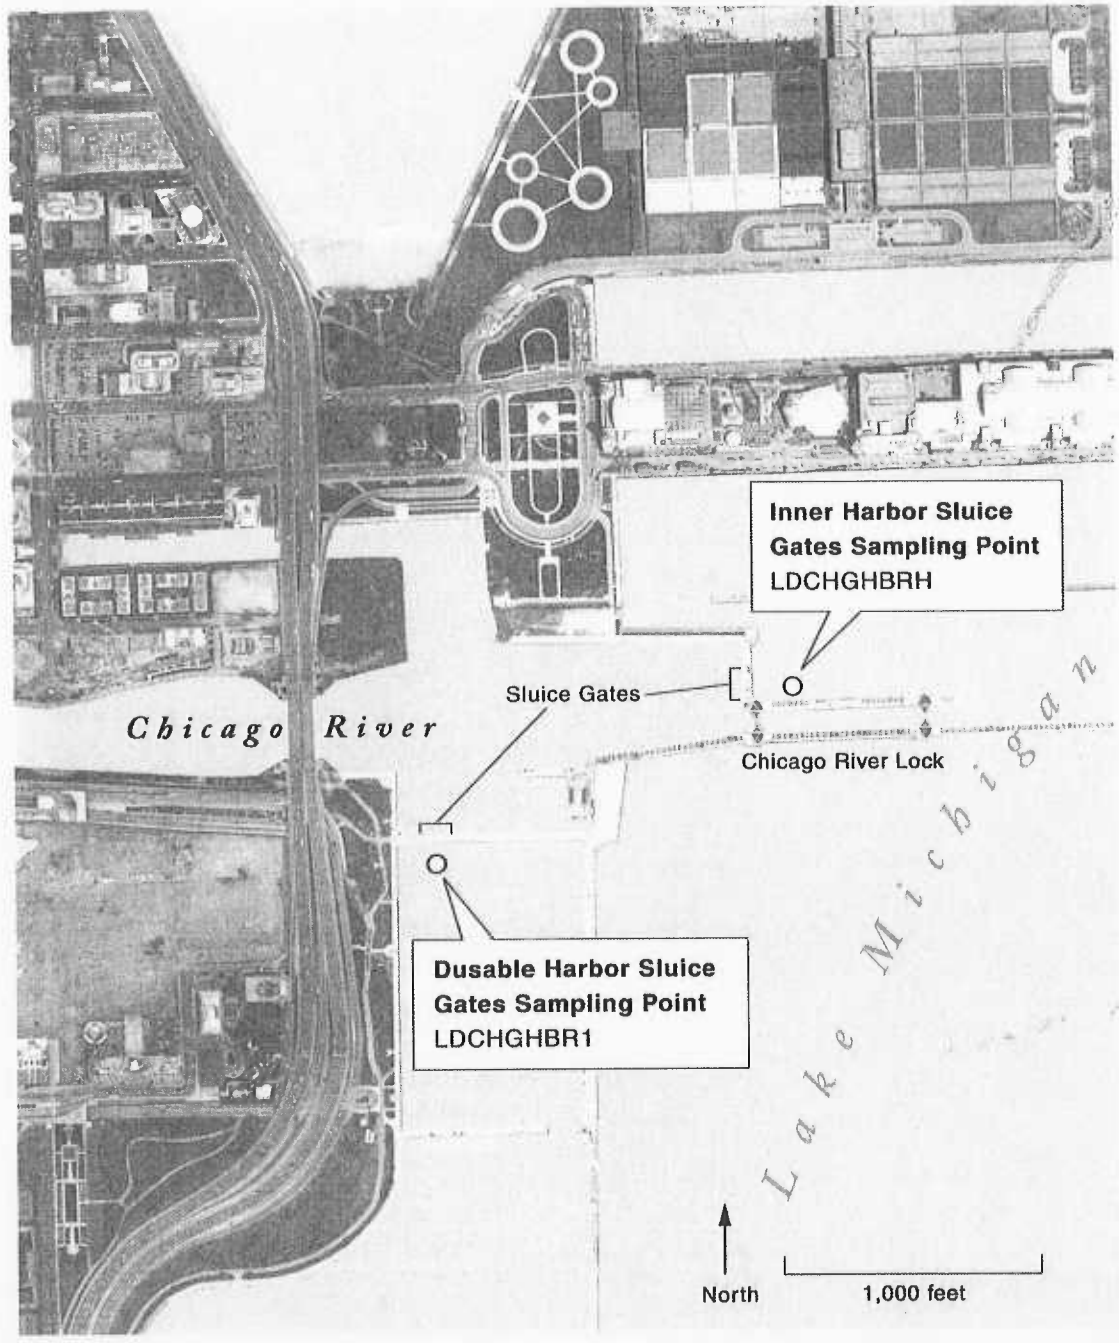 Inner Harbor Sluice
Gates Sampling Point
LDCHGHBRH
Sluice Gates
Chicago River
Chicago River Lock
Lake Michigan
Dusable Harbor Sluice
Gates Sampling Point
LDCHGHBR1
North
1,000 feet